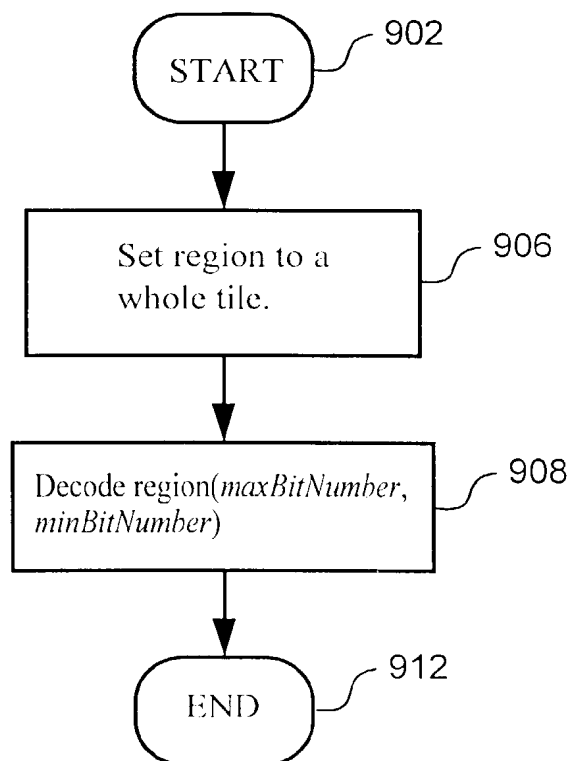 START
902
Set region to a
whole tile.
906
Decode region(maxBitNumber,
minBitNumber)
908
END
912